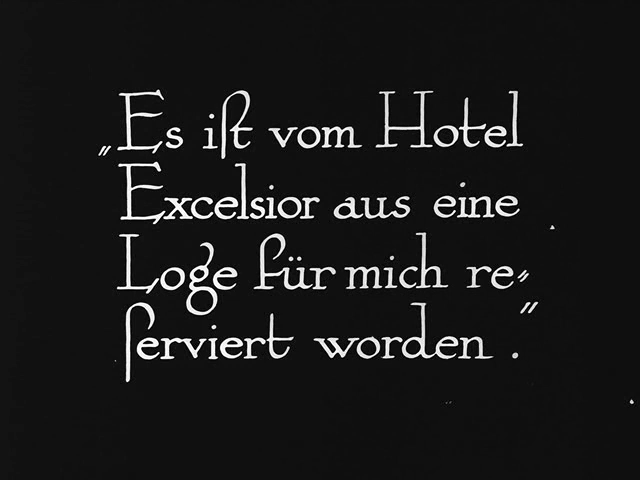 „Es iſt vom Hotel
Excelsior aus eine
Loge für mich re⸗
ſerviert worden.“